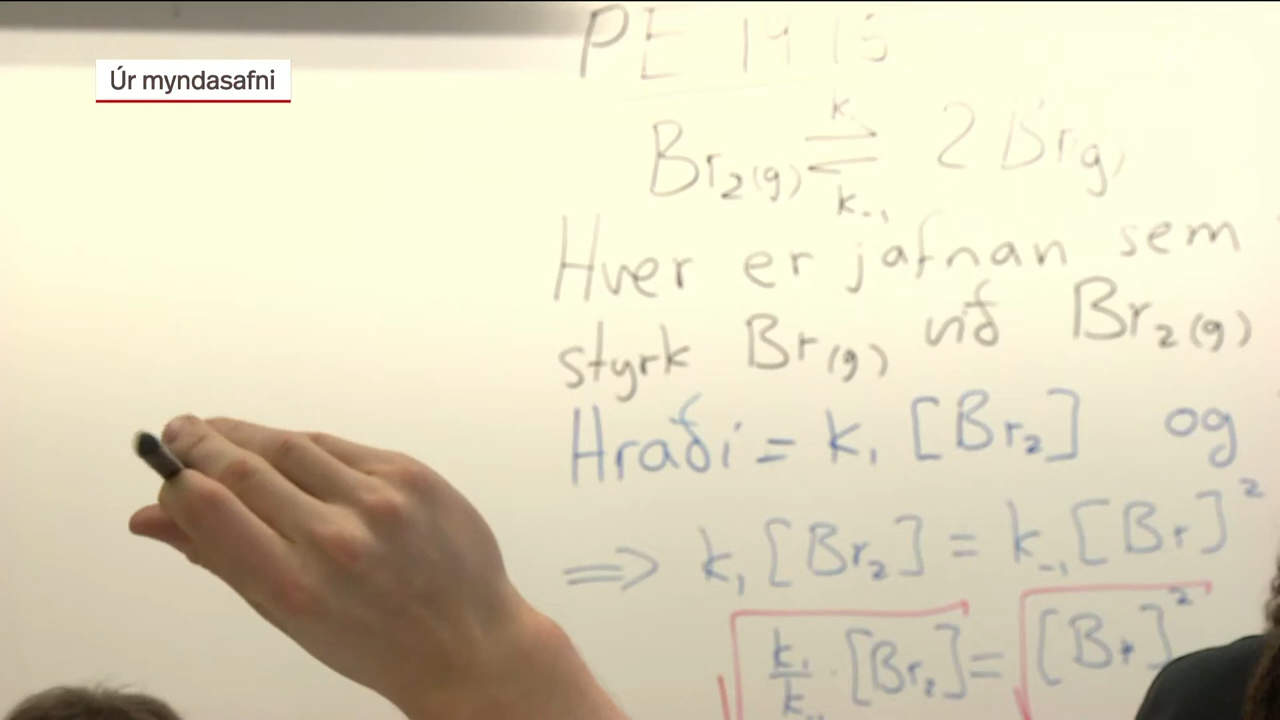 Úr myndasafni
PE 14 15
k
Br₂(g) ⇌ 2 Br(g)
k₋₁
Hver er jafnan sem
styrk Br(g) við Br₂(g)
Hraði = k₁ [Br₂] og
⇒ k₁ [Br₂] = k₋₁ [Br]²
√(k₁/k₋₁ · [Br₂]) = √([Br]²)